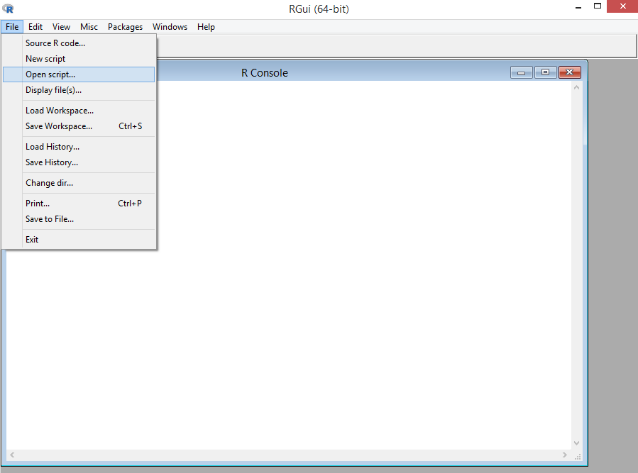 R RGui (64-bit)
File Edit View Misc Packages Windows Help
Source R code...
New script
Open script...
R Console
Display file(s)...
Load Workspace...
Save Workspace... Ctrl+S
Load History...
Save History...
Change dir...
Print... Ctrl+P
Save to File...
Exit